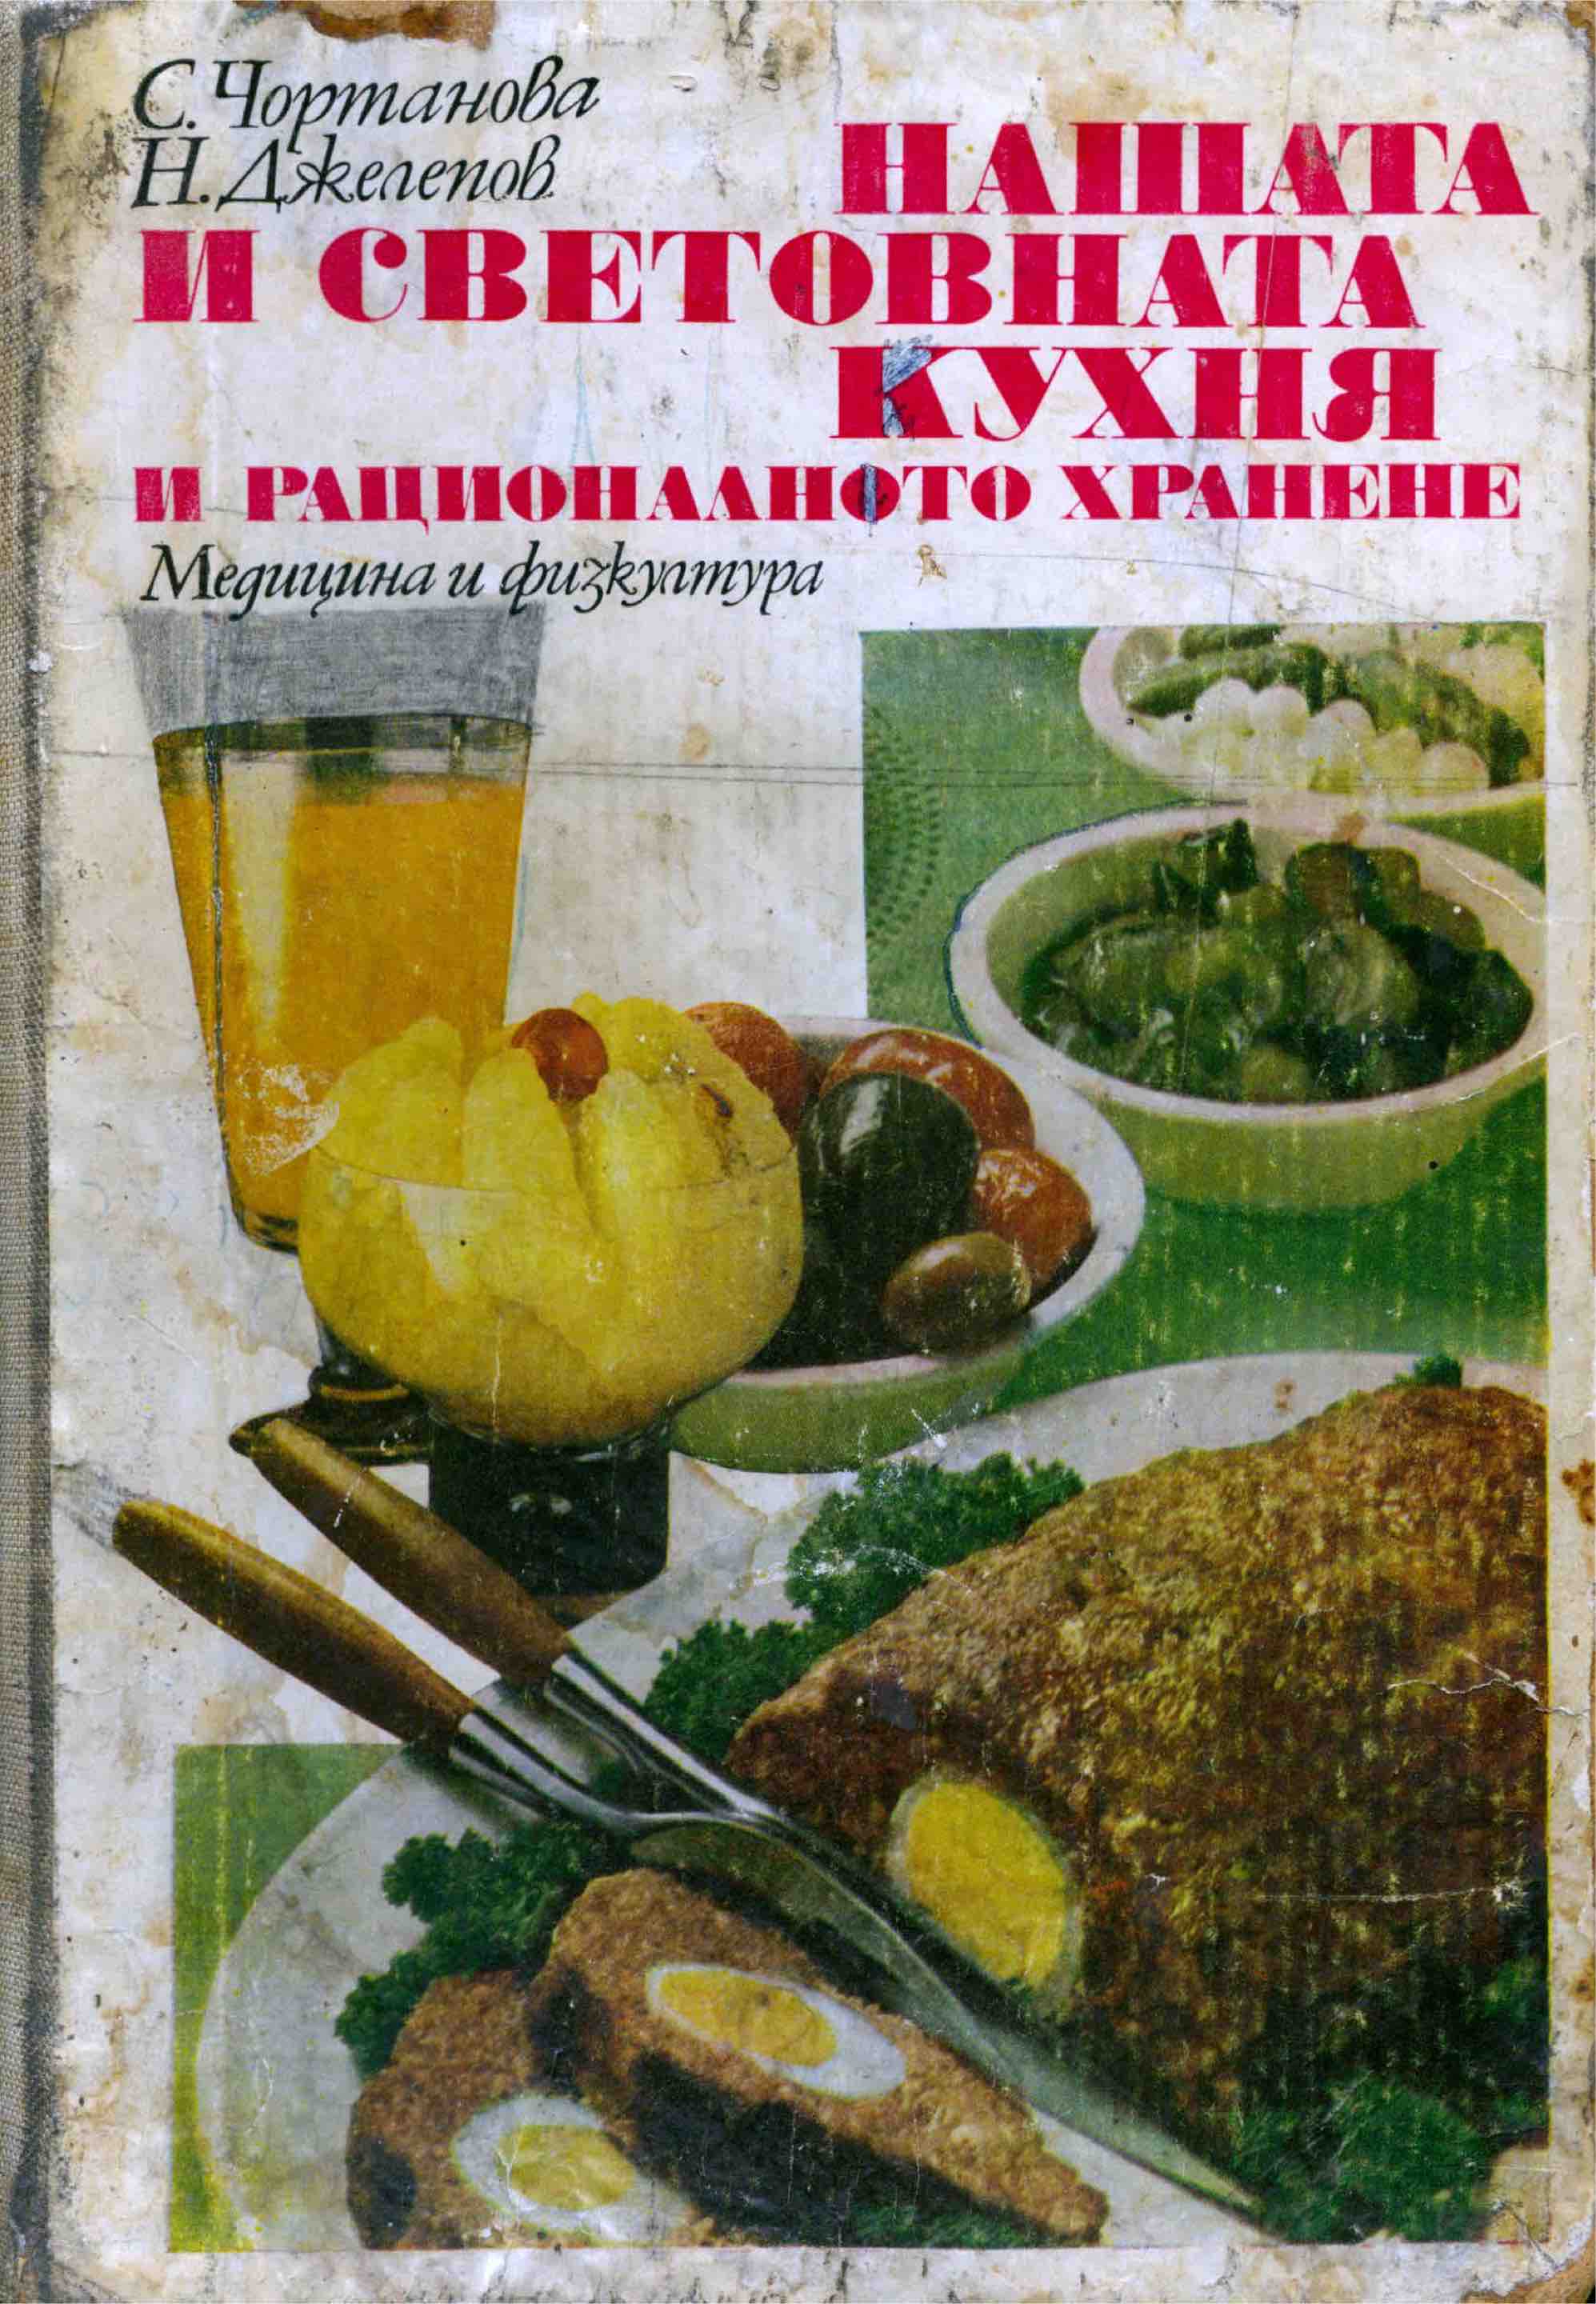 С. Чортанова
Н. Джелепов
НАШАТА
И СВЕТОВНАТА
КУХНЯ
И РАЦИОНАЛНОТО ХРАНЕНЕ
Медицина и физкултура